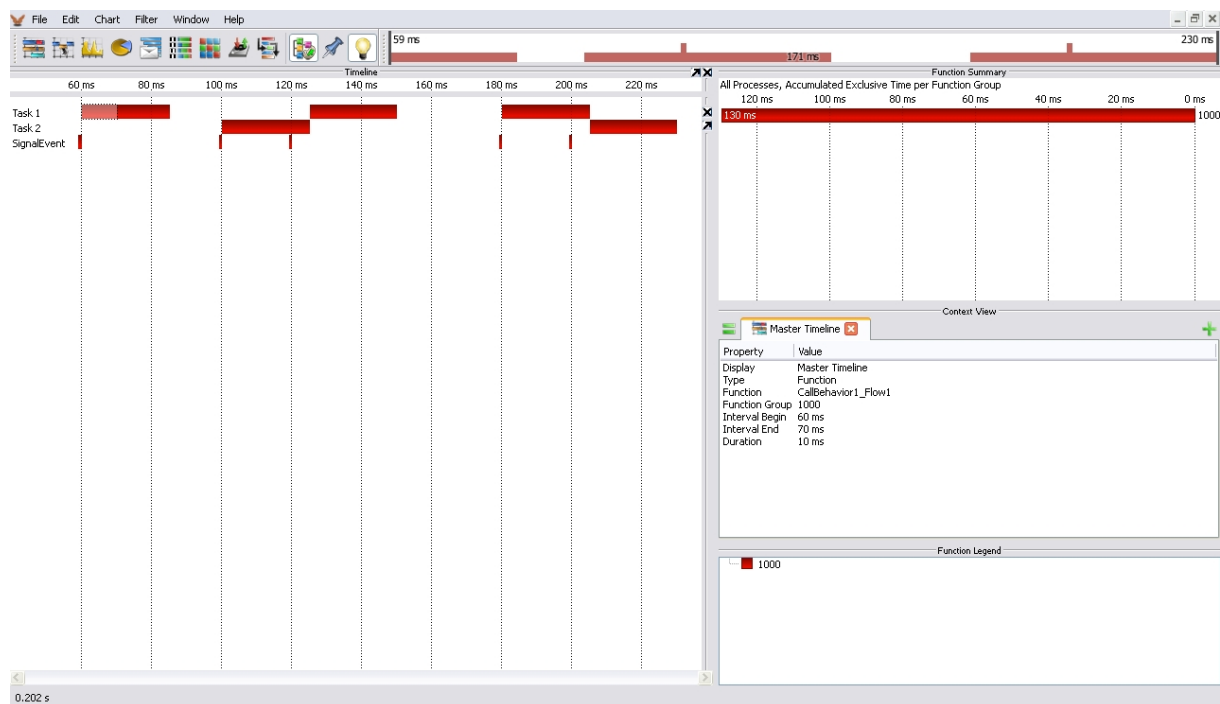 File Edit Chart Filter Window Help
59 ms 171 ms 230 ms
Timeline
60 ms 80 ms 100 ms 120 ms 140 ms 160 ms 180 ms 200 ms 220 ms
Task 1
Task 2
SignalEvent
Function Summary
All Processes, Accumulated Exclusive Time per Function Group
120 ms 100 ms 80 ms 60 ms 40 ms 20 ms 0 ms
130 ms 1000
Context View
Master Timeline
Property Value
Display Master Timeline
Type Function
Function CallBehavior1_Flow1
Function Group 1000
Interval Begin 60 ms
Interval End 70 ms
Duration 10 ms
Function Legend
1000
0.202 s